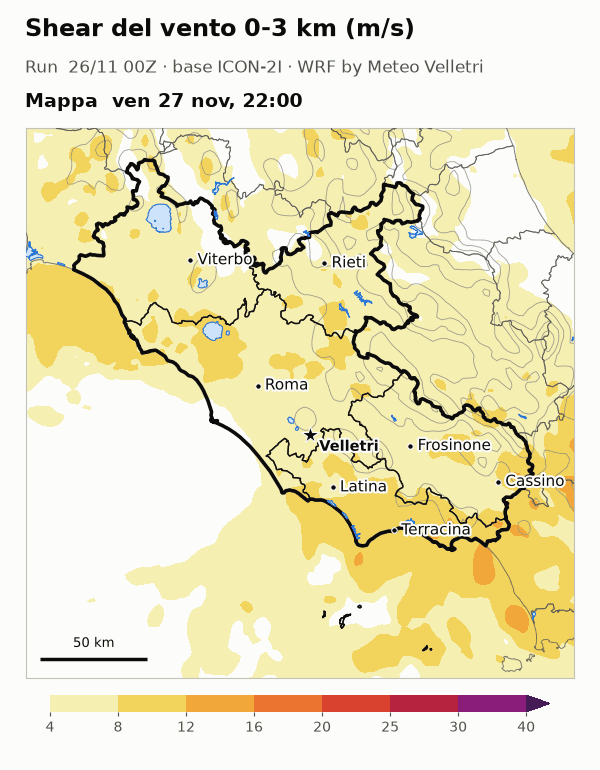 Shear del vento 0-3 km (m/s)
Run 26/11 00Z · base ICON-2I · WRF by Meteo Velletri
Mappa ven 27 nov, 22:00
Viterbo
Rieti
Roma
Velletri
Frosinone
Cassino
Latina
Terracina
50 km
4 8 12 16 20 25 30 40